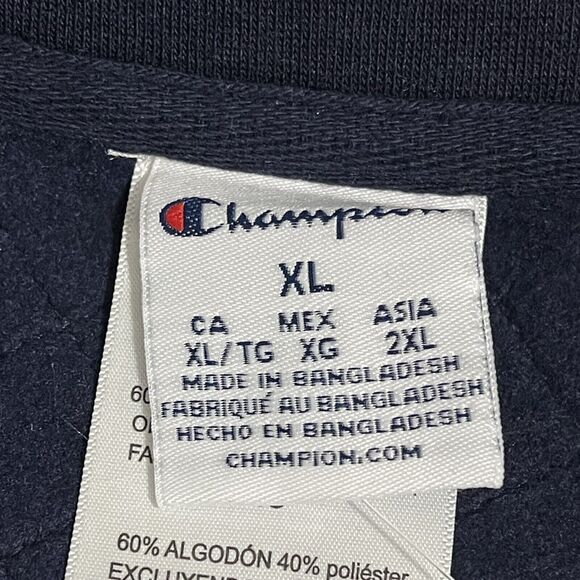 Champion
XL
CA MEX ASIA
XL/TG XG 2XL
MADE IN BANGLADESH
FABRIQUÉ AU BANGLADESH
HECHO EN BANGLADESH
CHAMPION.COM
60% ALGODÓN 40% poliéster